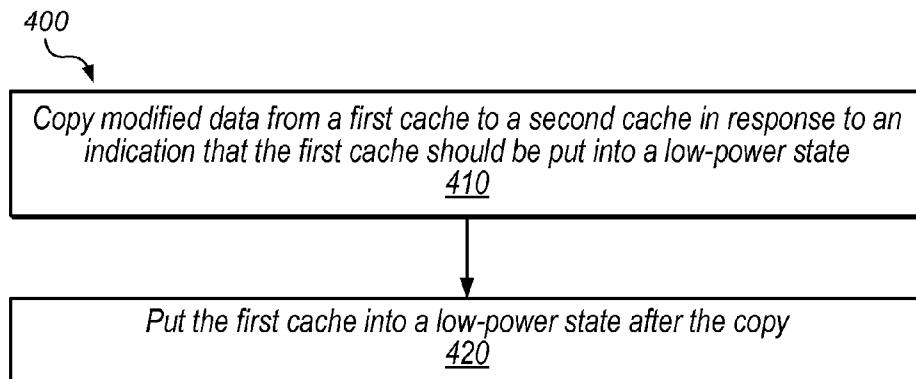 400
Copy modified data from a first cache to a second cache in response to an
indication that the first cache should be put into a low-power state
410
Put the first cache into a low-power state after the copy
420